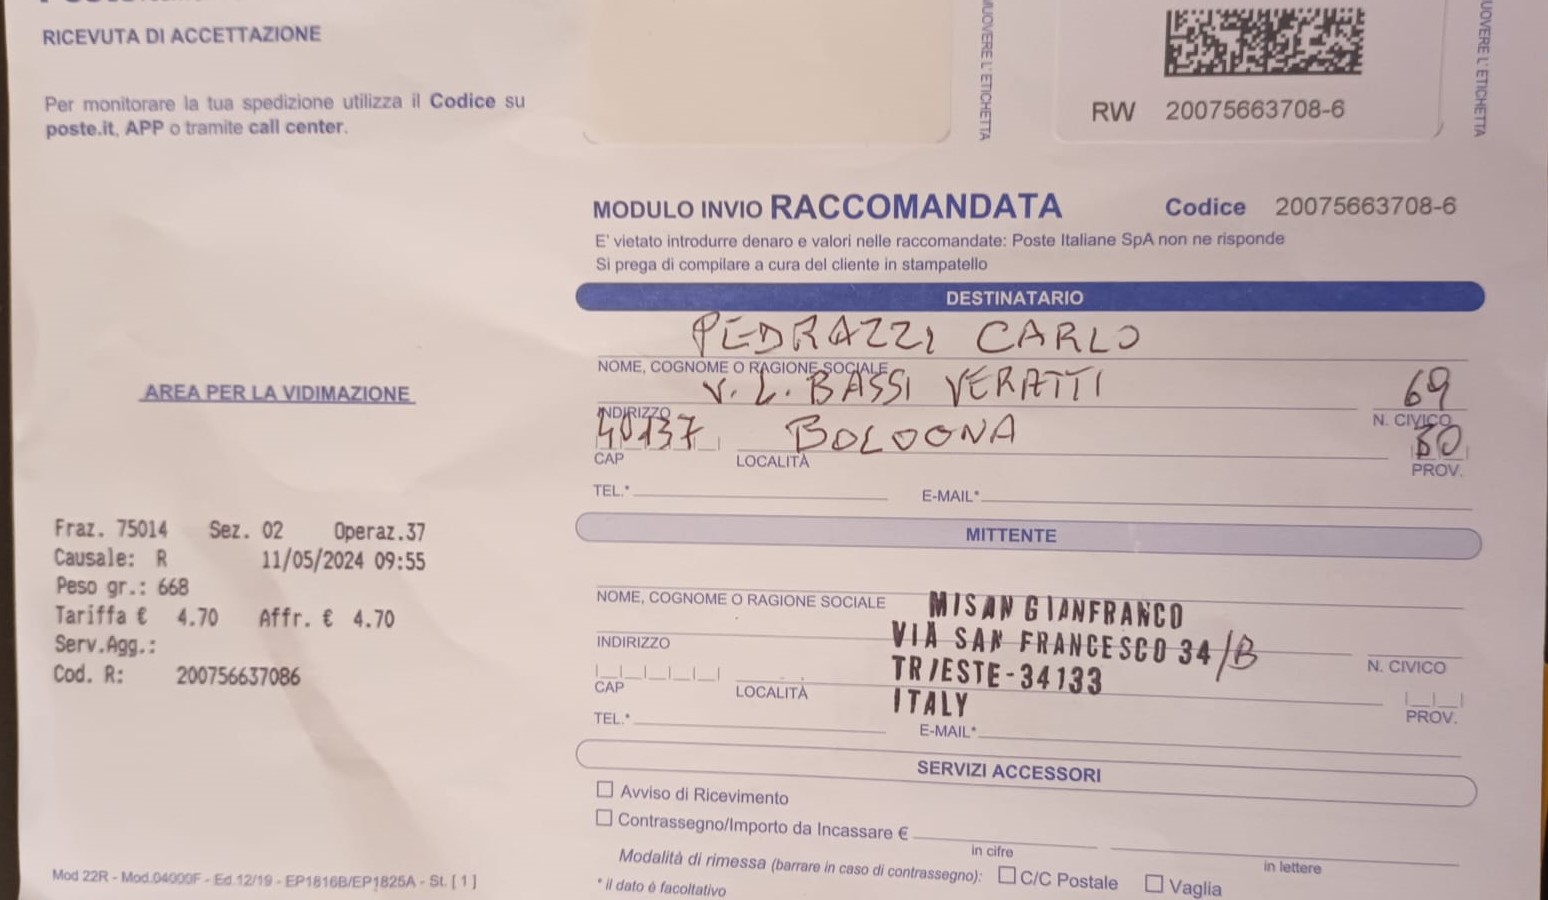 RICEVUTA DI ACCETTAZIONE
Per monitorare la tua spedizione utilizza il Codice su
poste.it, APP o tramite call center.
AREA PER LA VIDIMAZIONE
Fraz. 75014 Sez. 02 Operaz.37
Causale: R 11/05/2024 09:55
Peso gr.: 668
Tariffa € 4.70 Affr. € 4.70
Serv.Agg.:
Cod. R: 200756637086
Mod 22R - Mod.04000F - Ed.12/19 - EP1816B/EP1825A - St. [ 1 ]
UOVERE L'ETICHETTA
RW 20075663708-6
UOVERE L'ETICHETTA
MODULO INVIO RACCOMANDATA Codice 20075663708-6
E' vietato introdurre denaro e valori nelle raccomandate: Poste Italiane SpA non ne risponde
Si prega di compilare a cura del cliente in stampatello
DESTINATARIO
PEDRAZZI CARLO
NOME, COGNOME O RAGIONE SOCIALE
V. L. BASSI VERATTI 69
INDIRIZZO N. CIVICO
40137 BOLOGNA BO
CAP LOCALITÀ PROV.
TEL.* E-MAIL*
MITTENTE
NOME, COGNOME O RAGIONE SOCIALE MISAN GIANFRANCO
VIA SAN FRANCESCO 34/B
INDIRIZZO N. CIVICO
TRIESTE-34133
CAP LOCALITÀ ITALY PROV.
TEL.* E-MAIL*
SERVIZI ACCESSORI
Avviso di Ricevimento
Contrassegno/Importo da Incassare €
in cifre in lettere
Modalità di rimessa (barrare in caso di contrassegno): C/C Postale Vaglia
* il dato è facoltativo